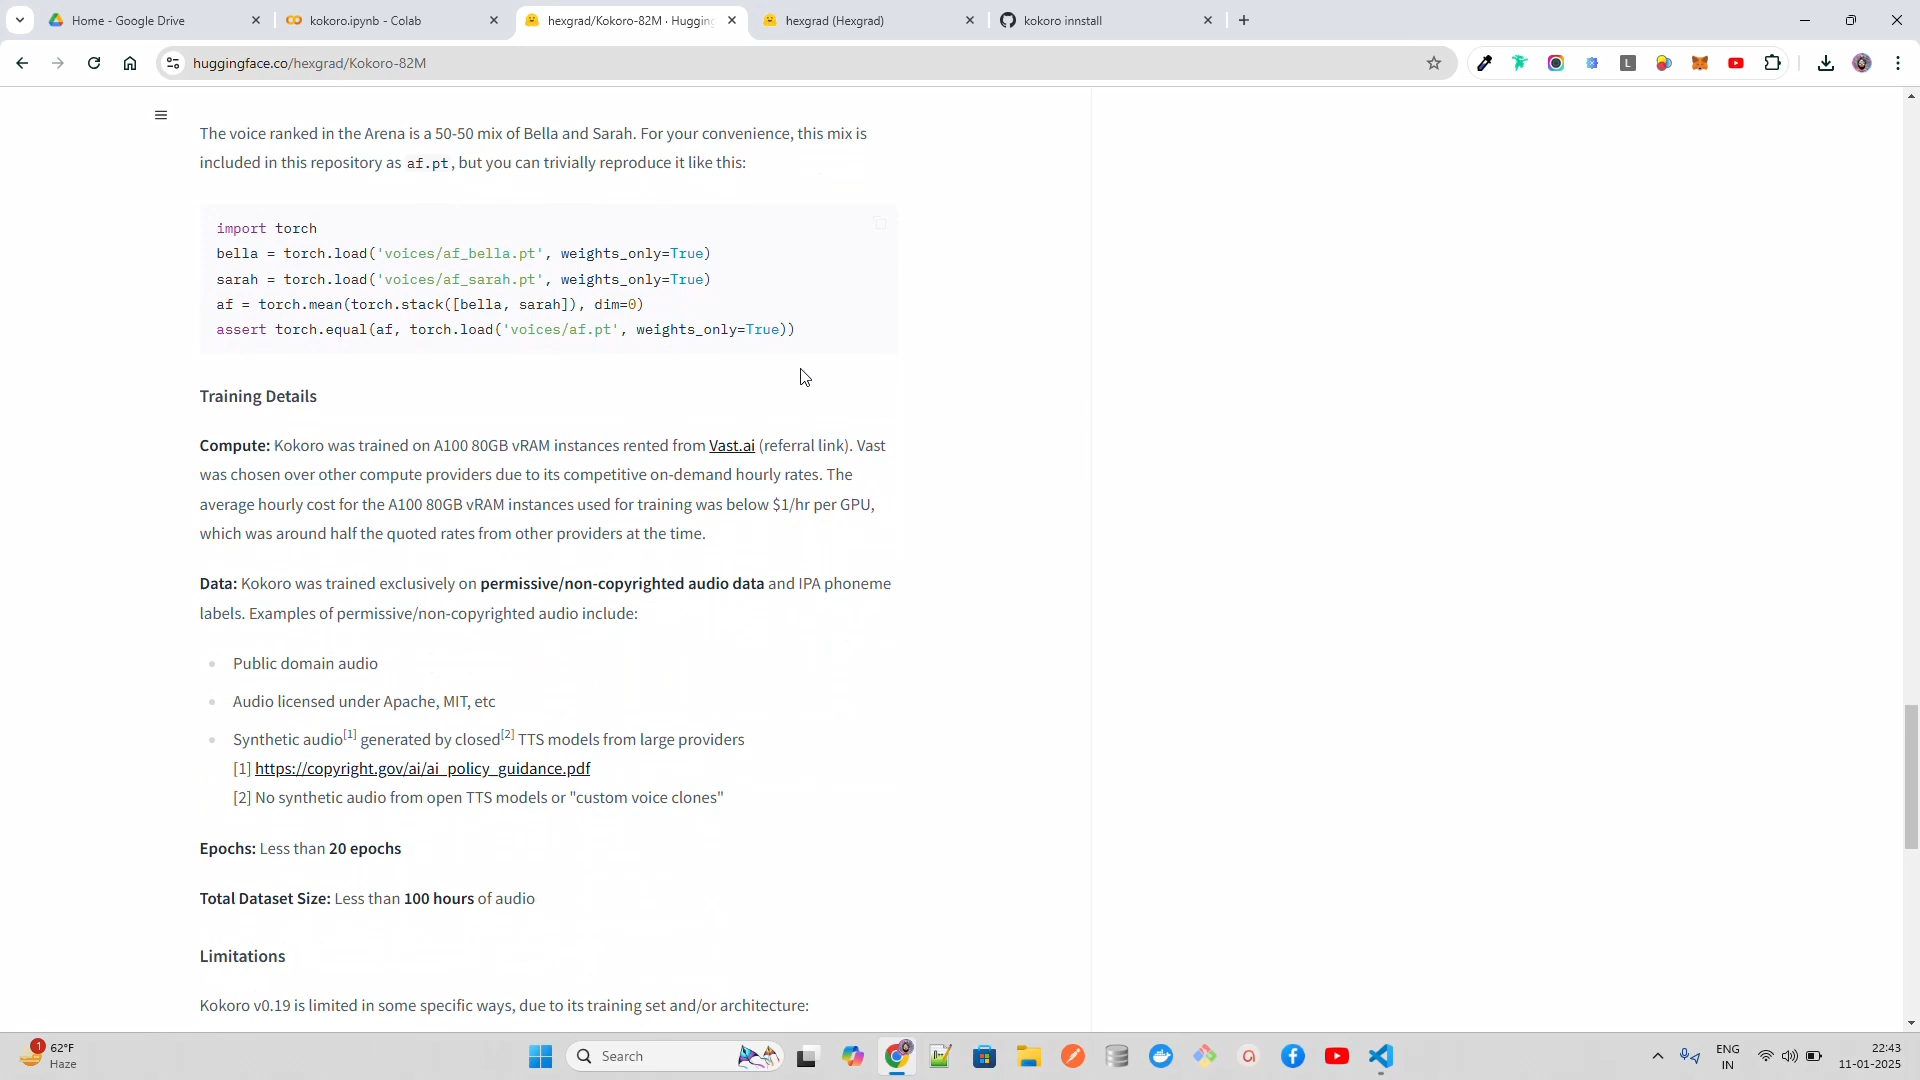 Home - Google Drive
kokoro.ipynb - Colab
hexgrad/Kokoro-82M · Hugging
hexgrad (Hexgrad)
kokoro innstall
huggingface.co/hexgrad/Kokoro-82M
The voice ranked in the Arena is a 50-50 mix of Bella and Sarah. For your convenience, this mix is
included in this repository as af.pt, but you can trivially reproduce it like this:
import torch
bella = torch.load('voices/af_bella.pt', weights_only=True)
sarah = torch.load('voices/af_sarah.pt', weights_only=True)
af = torch.mean(torch.stack([bella, sarah]), dim=0)
assert torch.equal(af, torch.load('voices/af.pt', weights_only=True))
Training Details
Compute: Kokoro was trained on A100 80GB vRAM instances rented from Vast.ai (referral link). Vast
was chosen over other compute providers due to its competitive on-demand hourly rates. The
average hourly cost for the A100 80GB vRAM instances used for training was below $1/hr per GPU,
which was around half the quoted rates from other providers at the time.
Data: Kokoro was trained exclusively on permissive/non-copyrighted audio data and IPA phoneme
labels. Examples of permissive/non-copyrighted audio include:
Public domain audio
Audio licensed under Apache, MIT, etc
Synthetic audio[1] generated by closed[2] TTS models from large providers
[1] https://copyright.gov/ai/ai_policy_guidance.pdf
[2] No synthetic audio from open TTS models or "custom voice clones"
Epochs: Less than 20 epochs
Total Dataset Size: Less than 100 hours of audio
Limitations
Kokoro v0.19 is limited in some specific ways, due to its training set and/or architecture:
1
62°F
Haze
Search
ENG
IN
22:43
11-01-2025